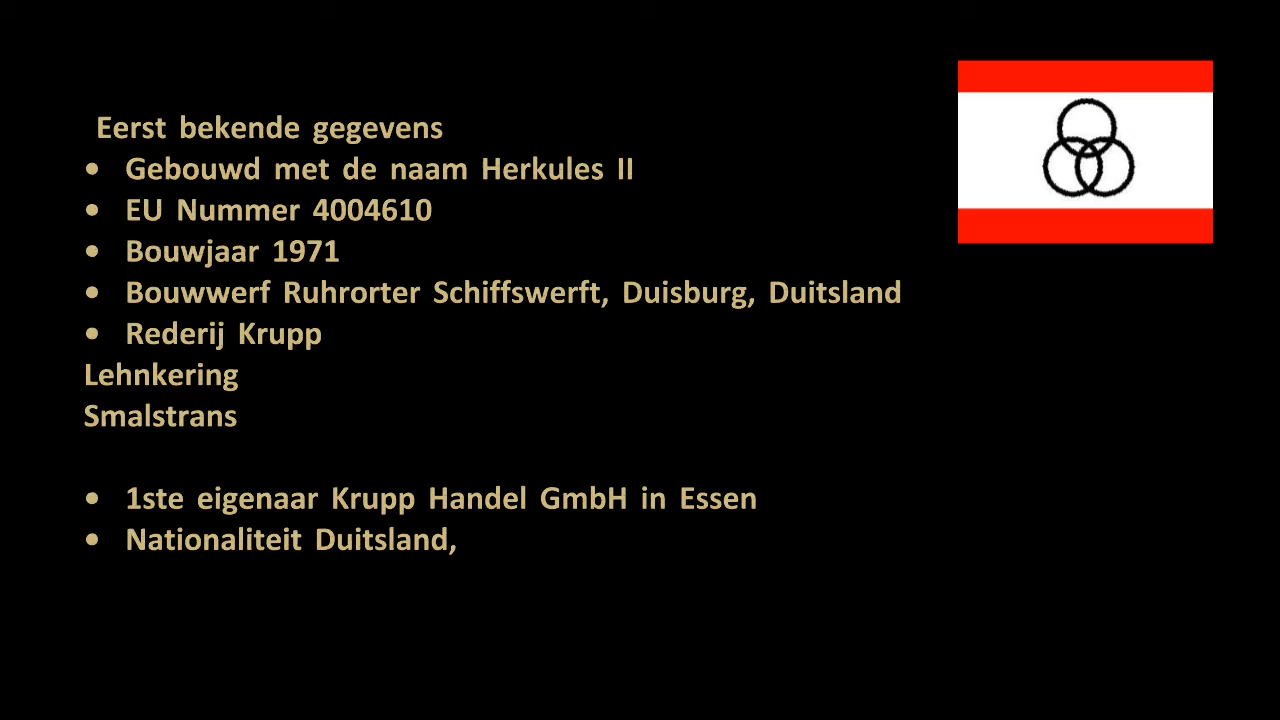 Eerst bekende gegevens
• Gebouwd met de naam Herkules II
• EU Nummer 4004610
• Bouwjaar 1971
• Bouwwerf Ruhrorter Schiffswerft, Duisburg, Duitsland
• Rederij Krupp
Lehnkering
Smalstrans
• 1ste eigenaar Krupp Handel GmbH in Essen
• Nationaliteit Duitsland,